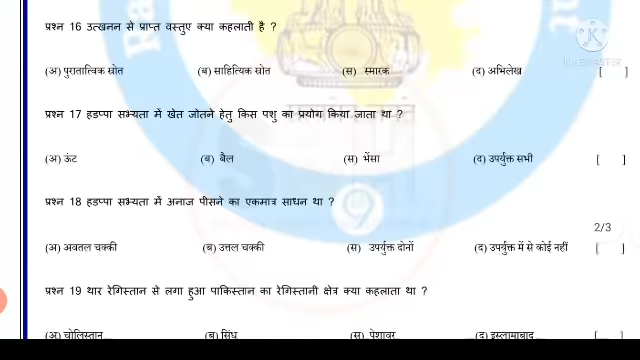 प्रश्न 16 उत्खनन से प्राप्त वस्तुए क्या कहलाती है ?
(अ) पुरातात्विक स्रोत (ब) साहित्यिक स्रोत (स) स्मारक (द) अभिलेख [ ]
प्रश्न 17 हडप्पा सभ्यता में खेत जोतने हेतु किस पशु का प्रयोग किया जाता था ?
(अ) ऊंट (ब) बैल (स) भैंसा (द) उपर्युक्त सभी [ ]
प्रश्न 18 हडप्पा सभ्यता में अनाज पीसने का एकमात्र साधन था ?
2/3
(अ) अवतल चक्की (ब) उत्तल चक्की (स) उपर्युक्त दोनों (द) उपर्युक्त में से कोई नहीं [ ]
प्रश्न 19 थार रेगिस्तान से लगा हुआ पाकिस्तान का रेगिस्तानी क्षेत्र क्या कहलाता था ?
(अ) चोलिस्तान (ब) सिंध (स) पेशावर (द) इस्लामाबाद [ ]